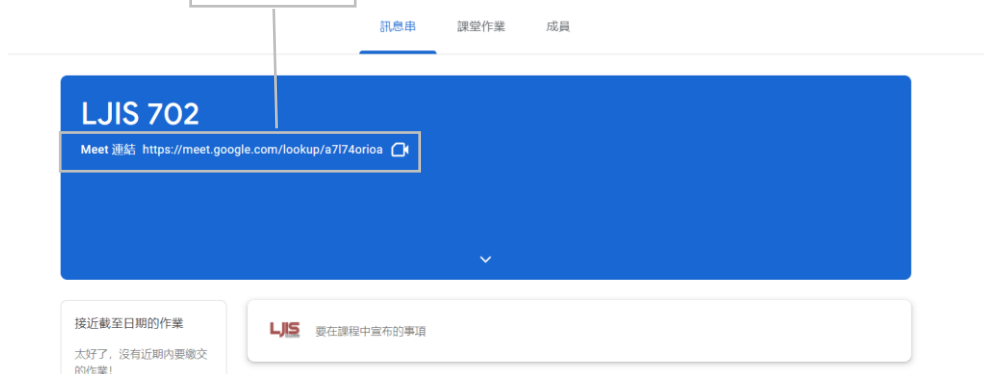 訊息串 課堂作業 成員
LJIS 702
Meet 連結 https://meet.google.com/lookup/a7l74orioa
接近截至日期的作業
太好了，沒有近期內要繳交
的作業！
LJIS 要在課程中宣布的事項